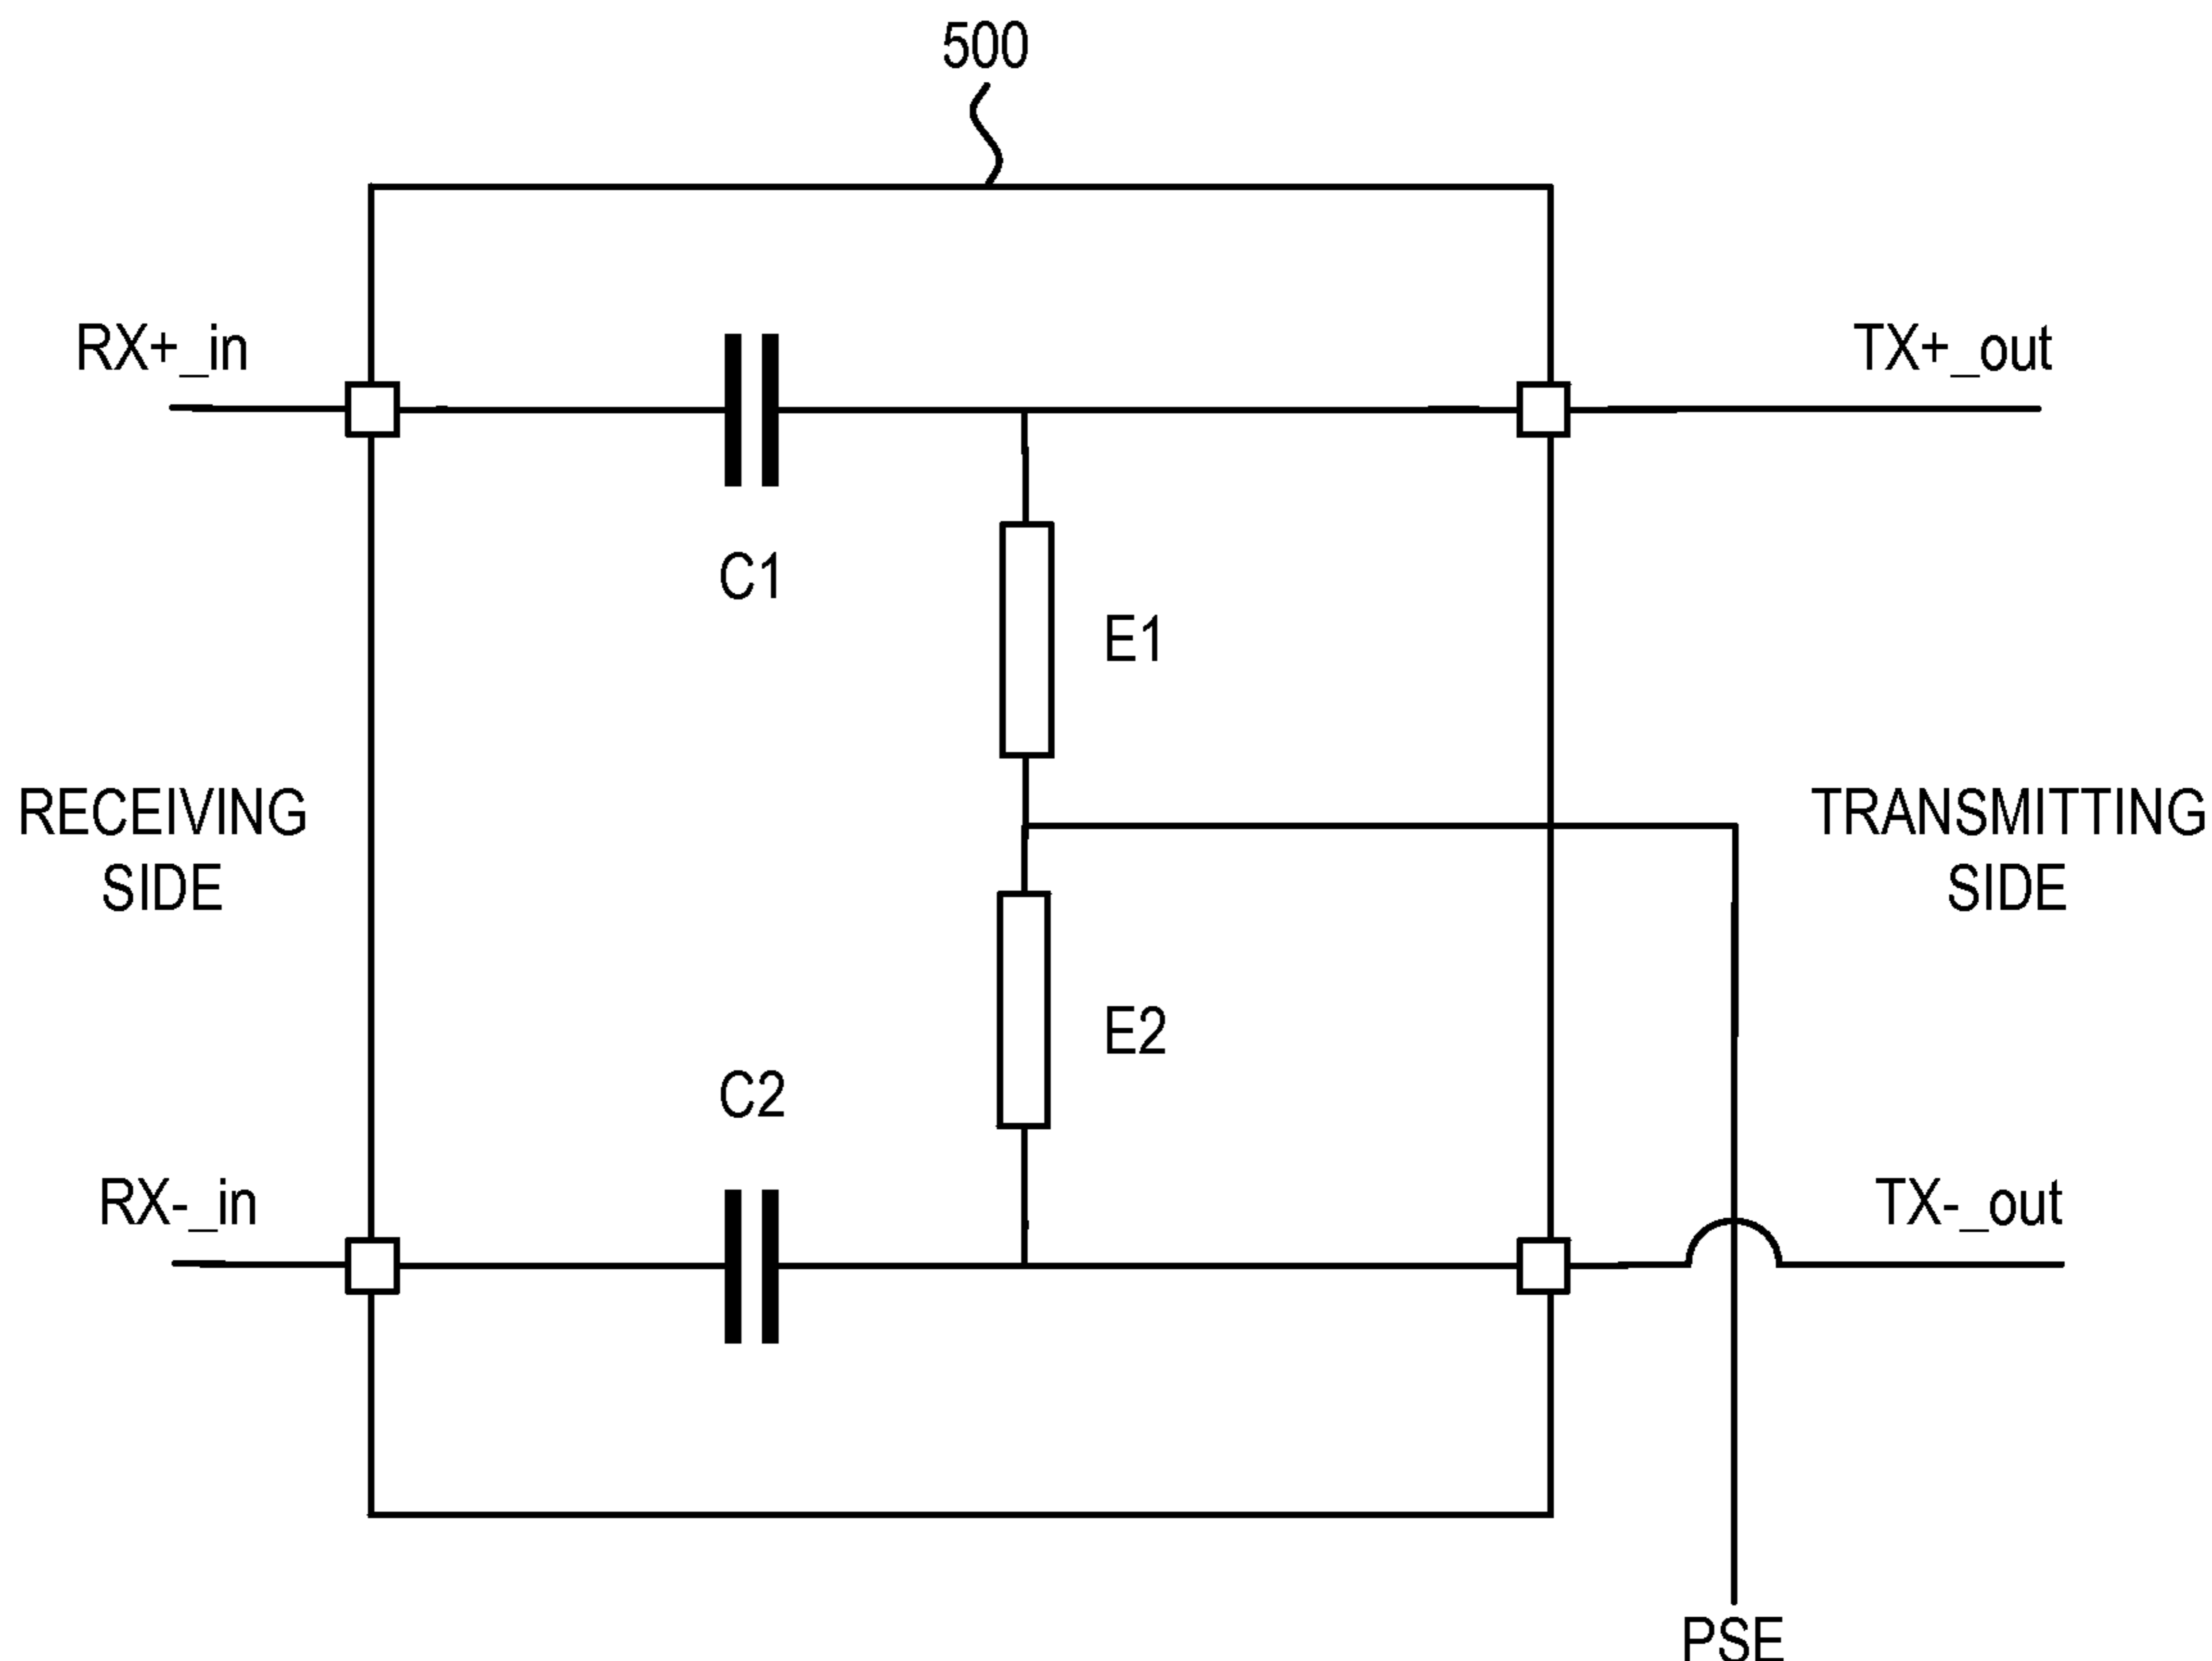 500
RX+_in
TX+_out
C1
E1
RECEIVING
SIDE
TRANSMITTING
SIDE
E2
C2
RX-_in
TX-_out
PSE